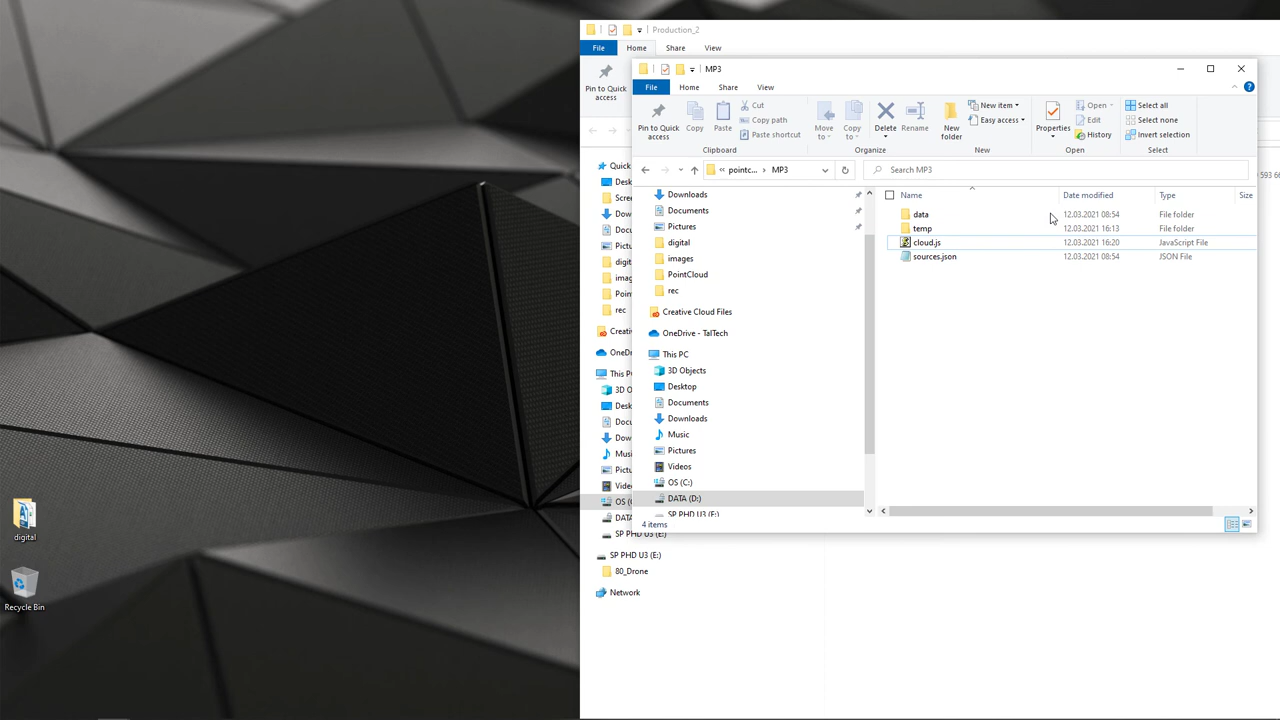 Production_2
File Home Share View
Pin to Quick access
Quick
Desk
Scree
Dow
Docu
Pictu
digit
imag
Poin
rec
Creativ
OneDr
This PC
3D O
Desk
Docu
Dow
Musi
Pictu
Video
OS (C
DATA
SP PHD U3 (E:)
SP PHD U3 (E:)
80_Drone
Network
MP3
File Home Share View
Pin to Quick access
Copy
Paste
Cut
Copy path
Paste shortcut
Clipboard
Move to
Copy to
Delete
Rename
Organize
New folder
New item
Easy access
New
Properties
Open
Edit
History
Open
Select all
Select none
Invert selection
Select
« pointc... > MP3
Search MP3
Downloads
Documents
Pictures
digital
images
PointCloud
rec
Creative Cloud Files
OneDrive - TalTech
This PC
3D Objects
Desktop
Documents
Downloads
Music
Pictures
Videos
OS (C:)
DATA (D:)
SP PHD U3 (E:)
Name Date modified Type Size
data 12.03.2021 08:54 File folder
temp 12.03.2021 16:13 File folder
cloud.js 12.03.2021 16:20 JavaScript File
sources.json 12.03.2021 08:54 JSON File
4 items
digital
Recycle Bin